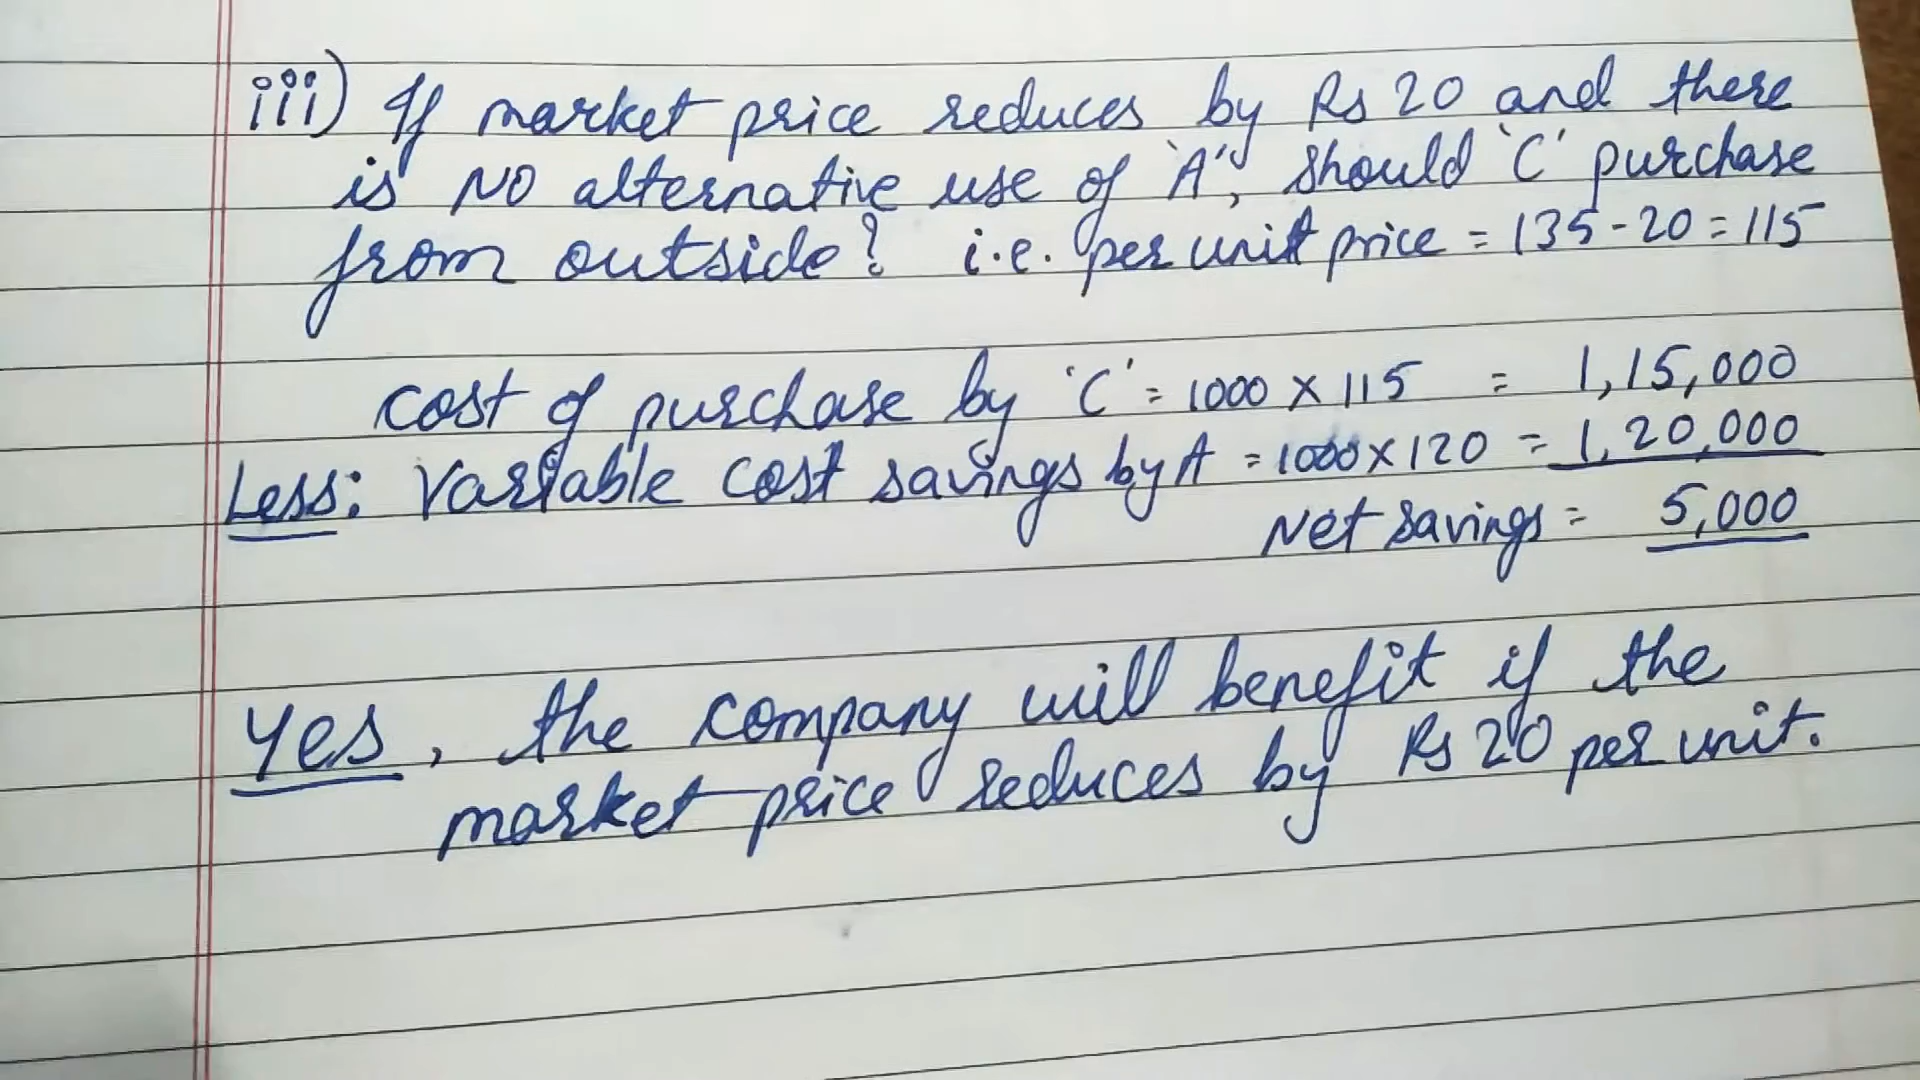 iii) If market price reduces by Rs 20 and there
is NO alternative use of 'A', should 'C' purchase
from outside? i.e. per unit price = 135-20=115
Cost of purchase by 'C' = 1000 x 115 = 1,15,000
Less: Variable cost savings by A = 1000x120 = 1,20,000
Net savings = 5,000
Yes, the company will benefit if the
market price reduces by Rs 20 per unit.